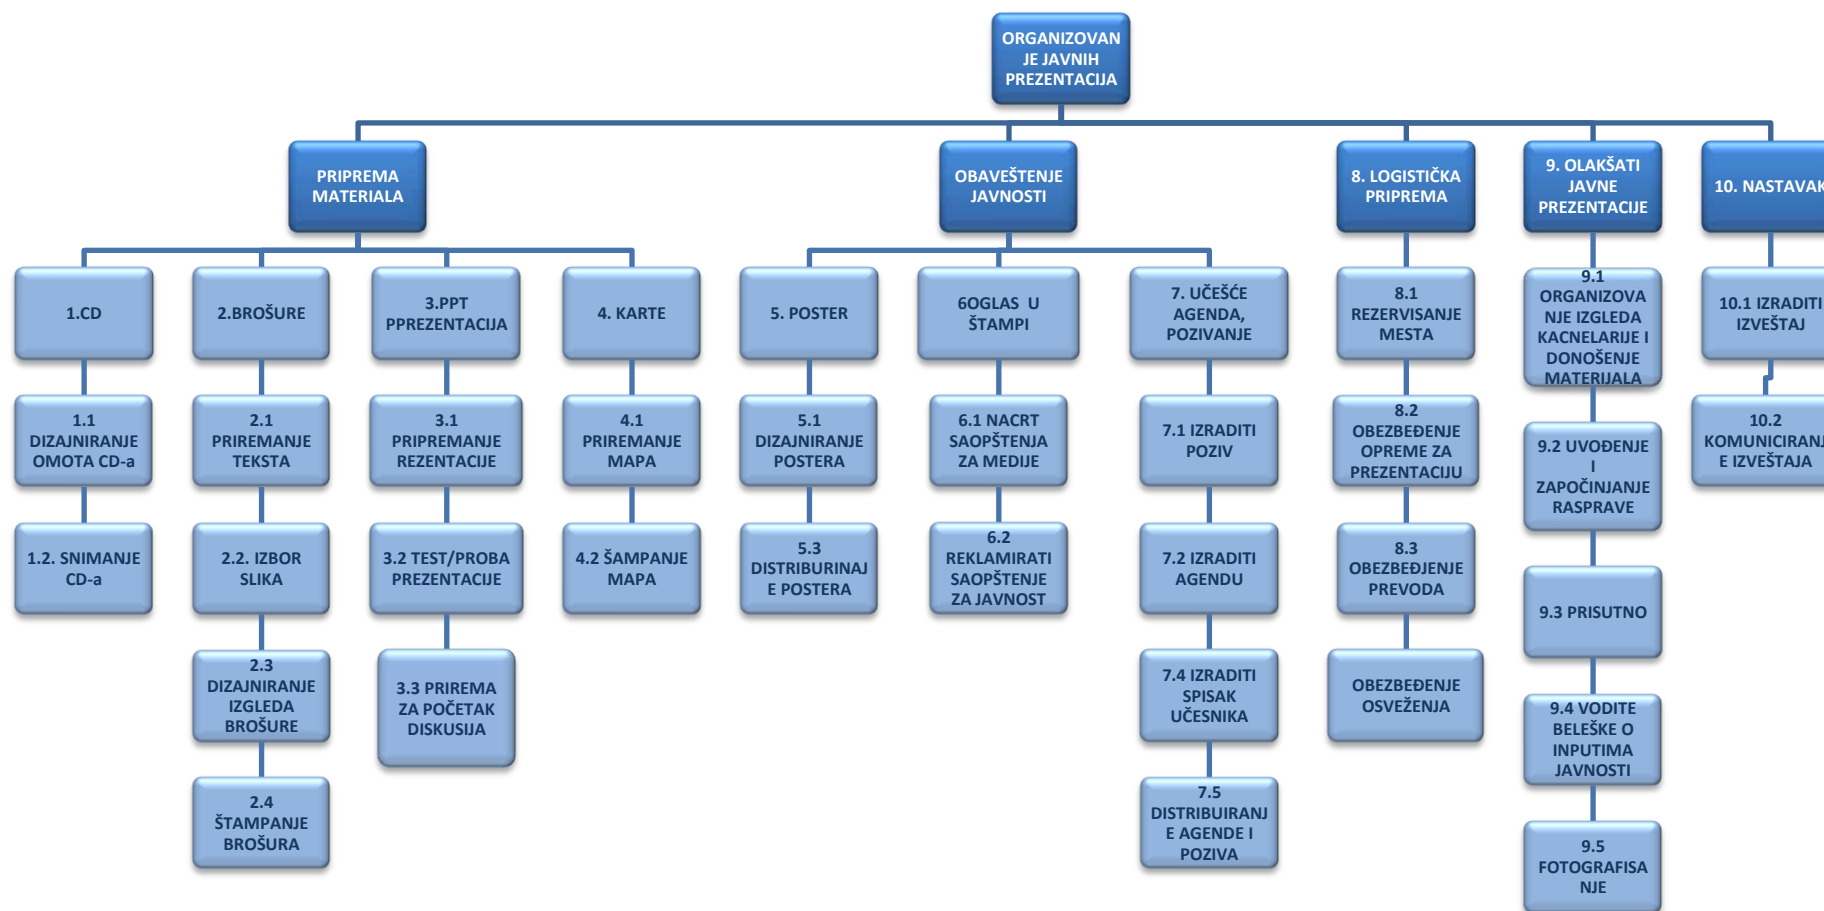 ORGANIZOVAN
JE JAVNIH
PREZENTACIJA
PRIPREMA
MATERIALA
OBAVEŠTENJE
JAVNOSTI
8. LOGISTIČKA
PRIPREMA
9. OLAKŠATI
JAVNE
PREZENTACIJE
10. NASTAVAK
1.CD
2.BROŠURE
3.PPT
PPREZENTACIJA
4. KARTE
5. POSTER
6OGLAS U
ŠTAMPI
7. UČEŠĆE
AGENDA,
POZIVANJE
8.1
REZERVISANJE
MESTA
9.1
ORGANIZOVA
NJE IZGLEDA
KACNELARIJE I
DONOŠENJE
MATERIJALA
10.1 IZRADITI
IZVEŠTAJ
1.1
DIZAJNIRANJE
OMOTA CD-a
2.1
PRIREMANJE
TEKSTA
3.1
PRIPREMANJE
REZENTACIJE
4.1
PRIREMANJE
MAPA
5.1
DIZAJNIRANJE
POSTERA
6.1 NACRT
SAOPŠTENJA
ZA MEDIJE
7.1 IZRADITI
POZIV
8.2
OBEZBEĐENJE
OPREME ZA
PREZENTACIJU
9.2 UVOĐENJE
I
ZAPOČINJANJE
RASPRAVE
10.2
KOMUNICIRANJ
E IZVEŠTAJA
1.2. SNIMANJE
CD-a
2.2. IZBOR
SLIKA
3.2 TEST/PROBA
PREZENTACIJE
4.2 ŠAMPANJE
MAPA
5.3
DISTRIBURINAJ
E POSTERA
6.2
REKLAMIRATI
SAOPŠTENJE
ZA JAVNOST
7.2 IZRADITI
AGENDU
8.3
OBEZBEĐJENJE
PREVODA
9.3 PRISUTNO
2.3
DIZAJNIRANJE
IZGLEDA
BROŠURE
3.3 PRIREMA
ZA POČETAK
DISKUSIJA
7.4 IZRADITI
SPISAK
UČESNIKA
OBEZBEĐENJE
OSVEŽENJA
9.4 VODITE
BELEŠKE O
INPUTIMA
JAVNOSTI
2.4
ŠTAMPANJE
BROŠURA
7.5
DISTRIBUIRANJ
E AGENDE I
POZIVA
9.5
FOTOGRAFISA
NJE